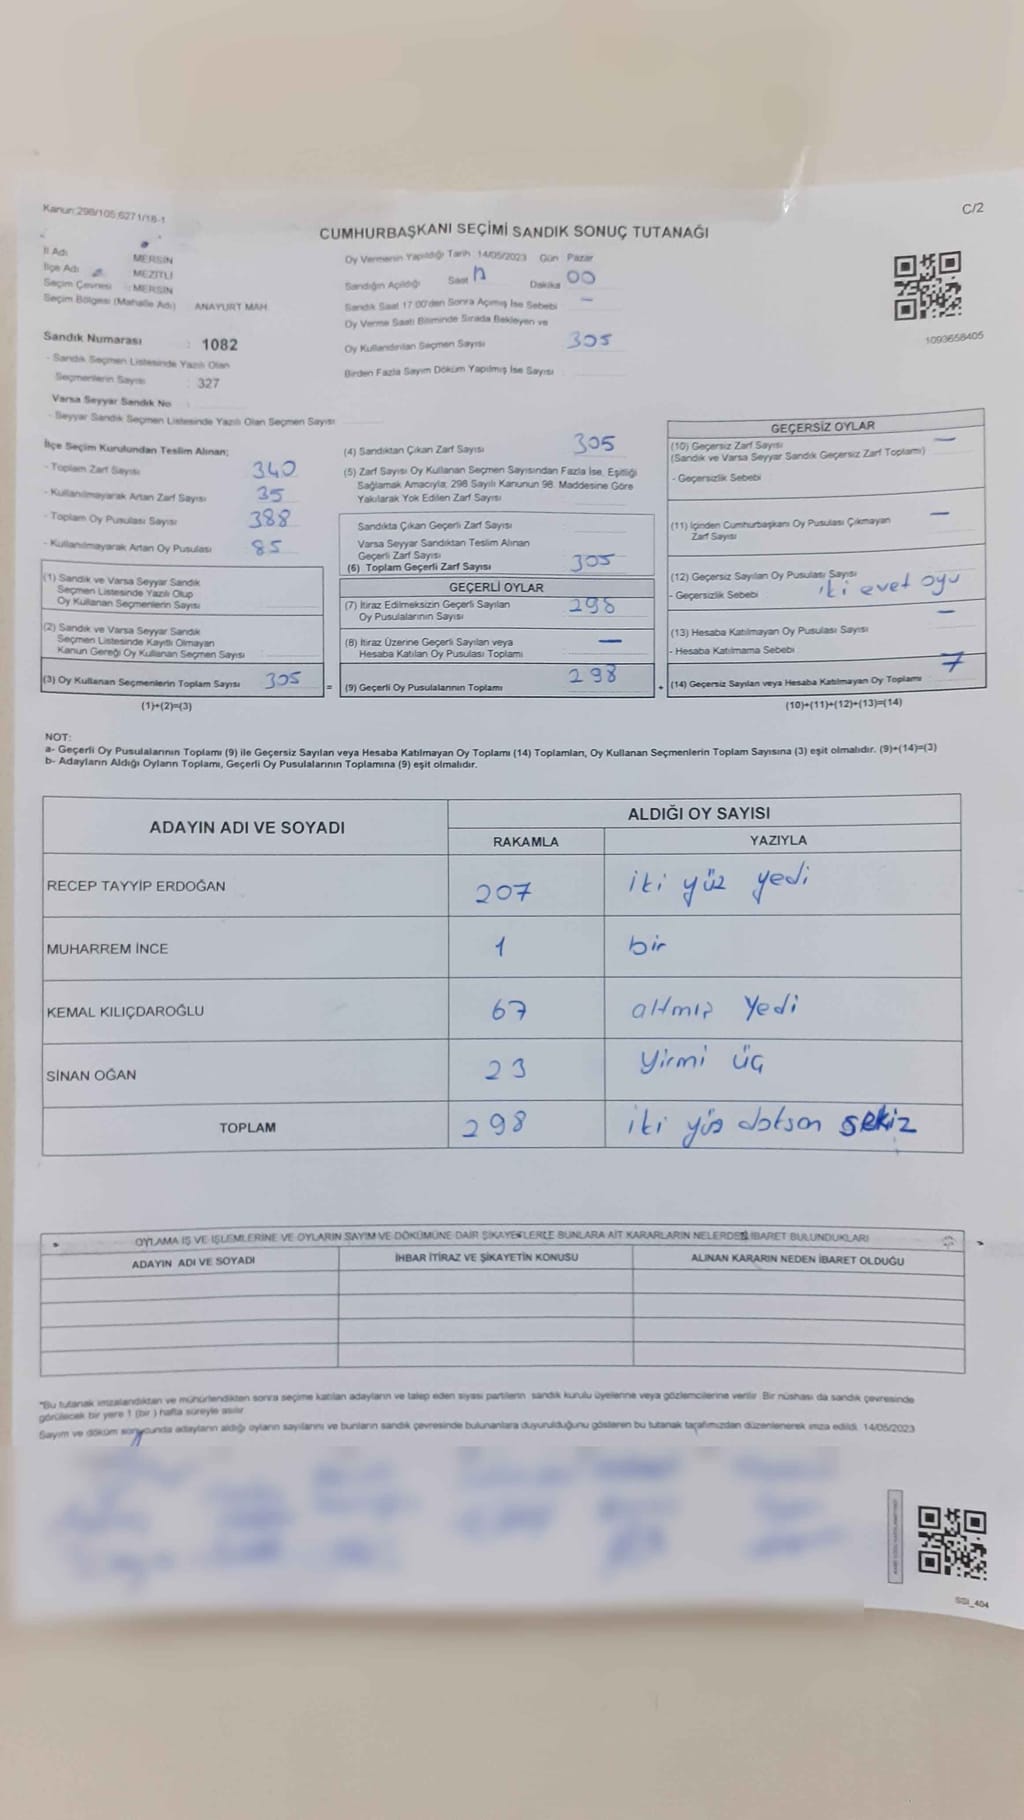 Kanun:298/105,6271/18-1
C/2
CUMHURBAŞKANI SEÇİMİ SANDIK SONUÇ TUTANAĞI
İl Adı MERSİN
İlçe Adı MEZİTLİ
Seçim Çevresi : MERSİN
Seçim Bölgesi (Mahalle Adı) ANAYURT MAH
Sandık Numarası : 1082
- Sandık Seçmen Listesinde Yazılı Olan
Seçmenlerin Sayısı : 327
Varsa Seyyar Sandık No
- Seyyar Sandık Seçmen Listesinde Yazılı Olan Seçmen Sayısı
Oy Vermenin Yapıldığı Tarih : 14/05/2023 Gün Pazar
Sandığın Açıldığı Saat Dakika 00
Sandık Saat 17:00'den Sonra Açılmış İse Sebebi —
Oy Verme Saati Bitiminde Sırada Bekleyen ve
Oy Kullandırılan Seçmen Sayısı 305
Birden Fazla Sayım Döküm Yapılmış İse Sayısı
1093658405
İlçe Seçim Kurulundan Teslim Alınan;
- Toplam Zarf Sayısı 340
- Kullanılmayarak Artan Zarf Sayısı 35
- Toplam Oy Pusulası Sayısı 388
- Kullanılmayarak Artan Oy Pusulası 85
(1) Sandık ve Varsa Seyyar Sandık
Seçmen Listesinde Yazılı Olup
Oy Kullanan Seçmenlerin Sayısı
(2) Sandık ve Varsa Seyyar Sandık
Seçmen Listesinde Kayıtlı Olmayan
Kanun Gereği Oy Kullanan Seçmen Sayısı
(3) Oy Kullanan Seçmenlerin Toplam Sayısı 305
(1)+(2)=(3)
(4) Sandıktan Çıkan Zarf Sayısı 305
(5) Zarf Sayısı Oy Kullanan Seçmen Sayısından Fazla İse, Eşitliği
Sağlamak Amacıyla; 298 Sayılı Kanunun 98. Maddesine Göre
Yakılarak Yok Edilen Zarf Sayısı
Sandıkta Çıkan Geçerli Zarf Sayısı
Varsa Seyyar Sandıktan Teslim Alınan
Geçerli Zarf Sayısı
(6) Toplam Geçerli Zarf Sayısı 305
GEÇERLİ OYLAR
(7) İtiraz Edilmeksizin Geçerli Sayılan 298
Oy Pusulalarının Sayısı
(8) İtiraz Üzerine Geçerli Sayılan veya —
Hesaba Katılan Oy Pusulası Toplamı
= (9) Geçerli Oy Pusulalarının Toplamı 298
GEÇERSİZ OYLAR
(10) Geçersiz Zarf Sayısı —
(Sandık ve Varsa Seyyar Sandık Geçersiz Zarf Toplamı)
- Geçersizlik Sebebi
(11) İçinden Cumhurbaşkanı Oy Pusulası Çıkmayan —
Zarf Sayısı
(12) Geçersiz Sayılan Oy Pusulası Sayısı
- Geçersizlik Sebebi iki evet oyu
(13) Hesaba Katılmayan Oy Pusulası Sayısı —
- Hesaba Katılmama Sebebi
+ (14) Geçersiz Sayılan veya Hesaba Katılmayan Oy Toplamı 7
(10)+(11)+(12)+(13)=(14)
NOT:
a- Geçerli Oy Pusulalarının Toplamı (9) ile Geçersiz Sayılan veya Hesaba Katılmayan Oy Toplamı (14) Toplamları, Oy Kullanan Seçmenlerin Toplam Sayısına (3) eşit olmalıdır. (9)+(14)=(3)
b- Adayların Aldığı Oyların Toplamı, Geçerli Oy Pusulalarının Toplamına (9) eşit olmalıdır.
ADAYIN ADI VE SOYADI ALDIĞI OY SAYISI
RAKAMLA YAZIYLA
RECEP TAYYİP ERDOĞAN 207 iki yüz yedi
MUHARREM İNCE 1 bir
KEMAL KILIÇDAROĞLU 67 altmış yedi
SİNAN OĞAN 23 yirmi üç
TOPLAM 298 iki yüz doksan sekiz
OYLAMA İŞ VE İŞLEMLERİNE VE OYLARIN SAYIM VE DÖKÜMÜNE DAİR ŞİKAYETLERLE BUNLARA AİT KARARLARIN NELERDEN İBARET BULUNDUKLARI
ADAYIN ADI VE SOYADI İHBAR İTİRAZ VE ŞİKAYETİN KONUSU ALINAN KARARIN NEDEN İBARET OLDUĞU
*Bu tutanak imzalandıktan ve mühürlendikten sonra seçime katılan adayların ve talep eden siyasi partilerin sandık kurulu üyelerine veya gözlemcilerine verilir. Bir nüshası da sandık çevresinde
görülecek bir yere 1 (bir) hafta süreyle asılır.
Sayım ve döküm sonucunda adayların aldığı oyların sayılarını ve bunların sandık çevresinde bulunanlara duyurulduğunu gösteren bu tutanak tarafımızdan düzenlenerek imza edildi. 14/05/2023
SGİ_404